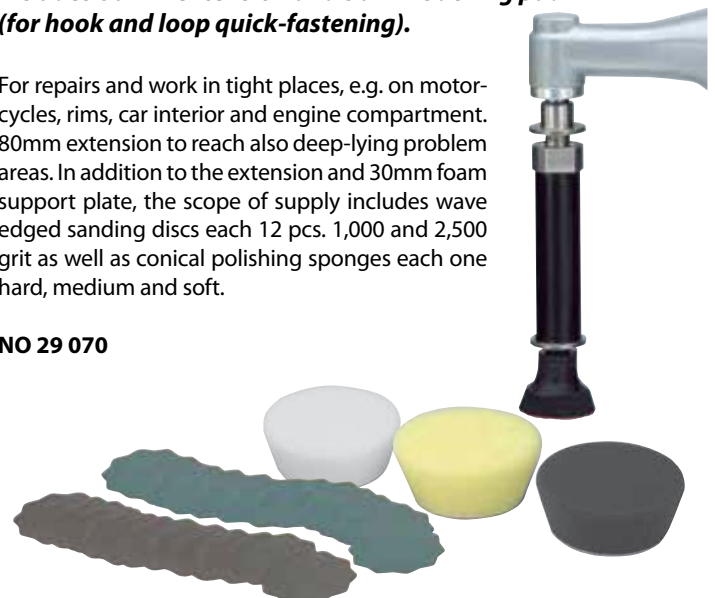 (for hook and loop quick-fastening).
For repairs and work in tight places, e.g. on motor-
cycles, rims, car interior and engine compartment.
80mm extension to reach also deep-lying problem
areas. In addition to the extension and 30mm foam
support plate, the scope of supply includes wave
edged sanding discs each 12 pcs. 1,000 and 2,500
grit as well as conical polishing sponges each one
hard, medium and soft.
NO 29 070